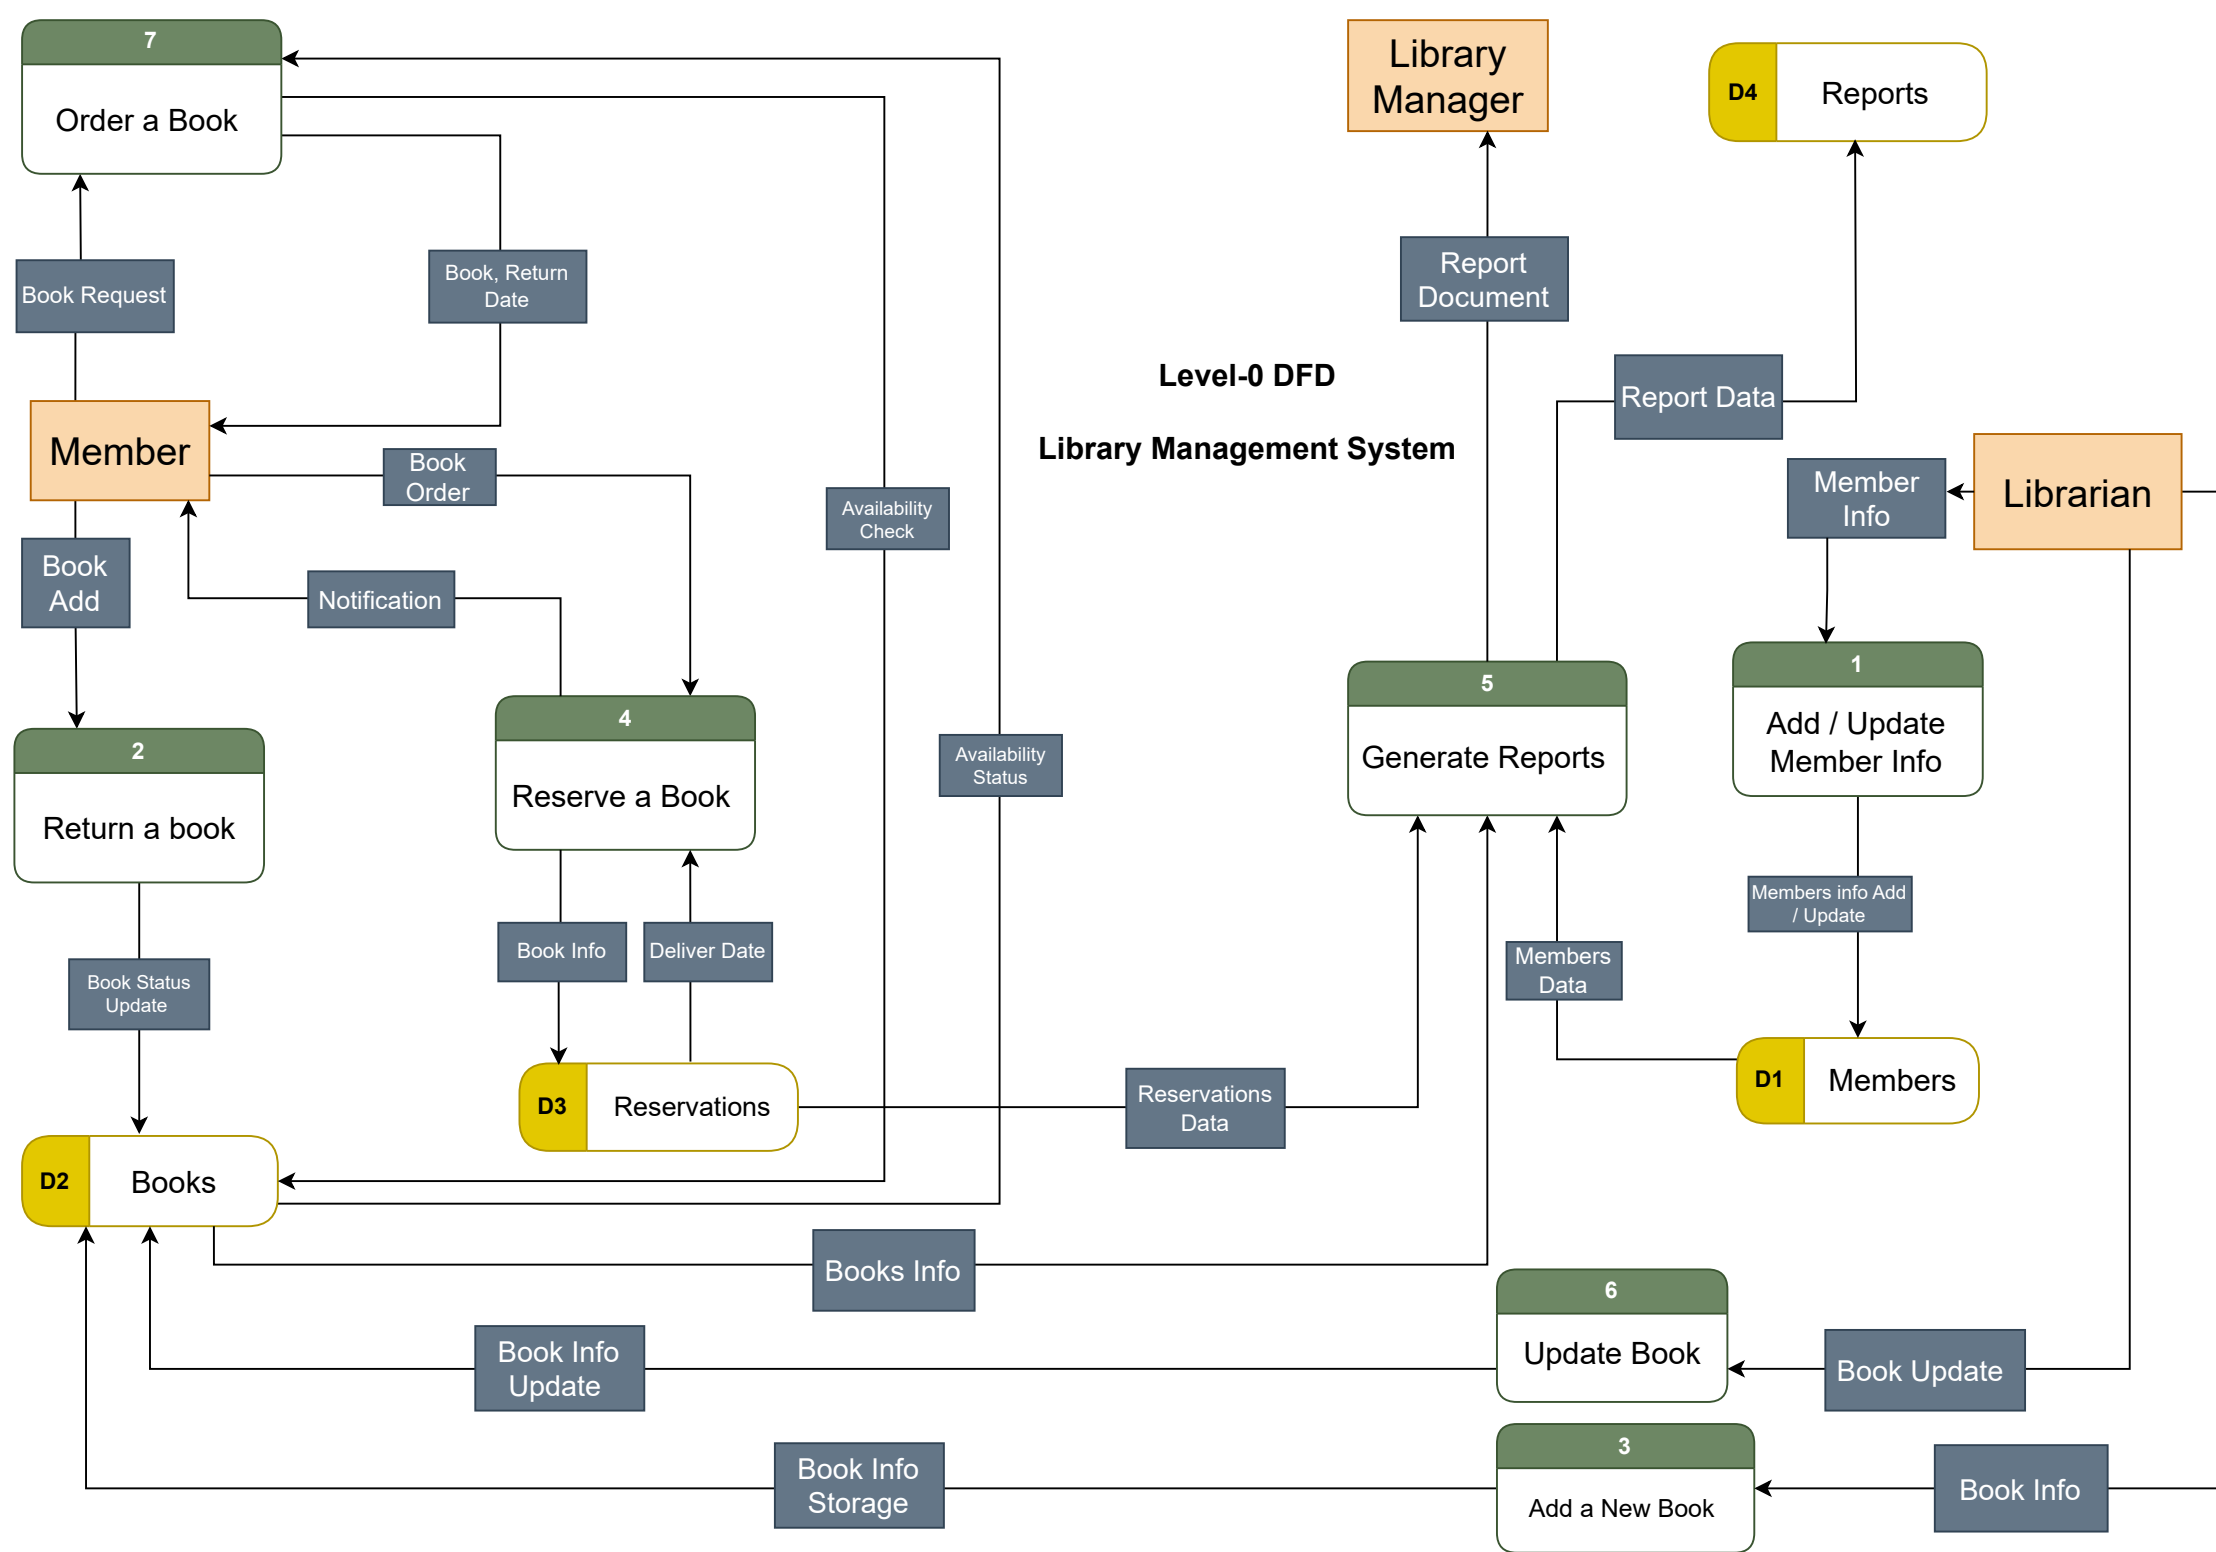 7
Order a Book
Library
Manager
D4
Reports
Book Request
Book, Return
Date
Report
Document
Level-0 DFD
Library Management System
Report Data
Member
Book
Order
Availability
Check
Member
Info
Librarian
Book
Add
Notification
1
Add / Update
Member Info
5
Generate Reports
4
Reserve a Book
2
Return a book
Availability
Status
Members info Add
/ Update
Book Info
Deliver Date
Members
Data
Book Status
Update
D3
Reservations
Reservations
Data
D1
Members
D2
Books
Books Info
6
Update Book
Book Info
Update
Book Update
3
Add a New Book
Book Info
Storage
Book Info